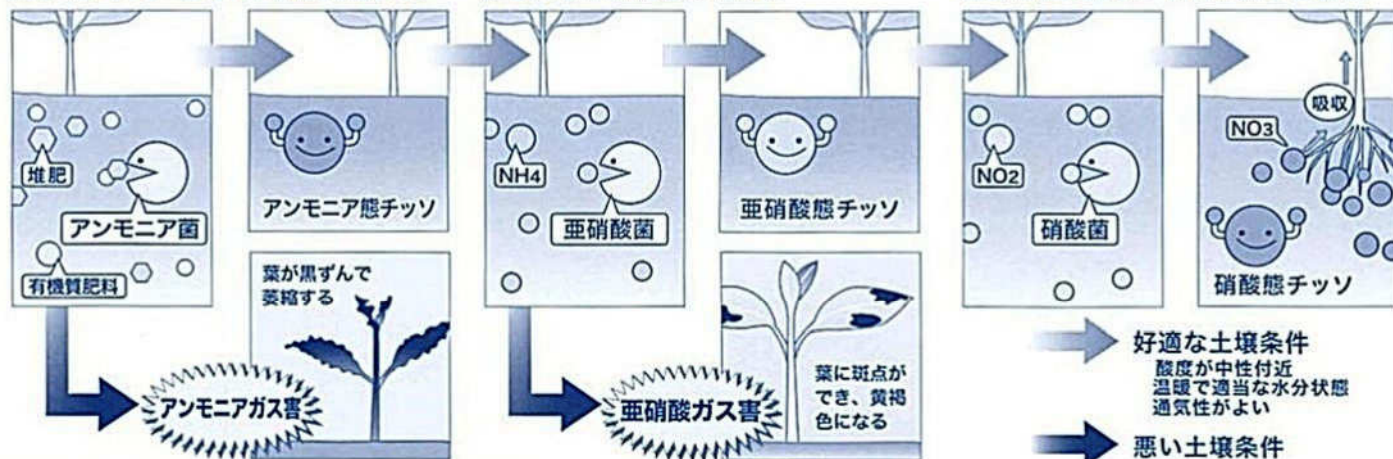 堆肥
アンモニア菌
有機質肥料
アンモニア態チッソ
NH4
亜硝酸菌
亜硝酸態チッソ
NO2
硝酸菌
吸収
NO3
硝酸態チッソ
アンモニアガス害
葉が黒ずんで
萎縮する
亜硝酸ガス害
葉に斑点が
でき、黄褐
色になる
好適な土壌条件
酸度が中性付近
温暖で適当な水分状態
通気性がよい
悪い土壌条件